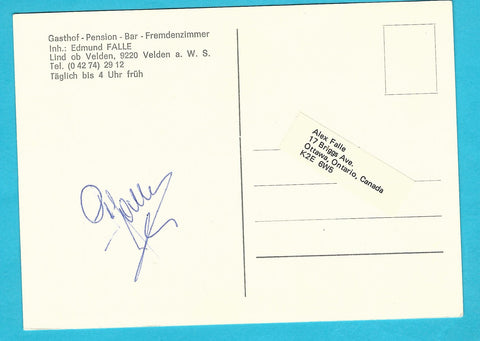 Gasthof - Pension - Bar - Fremdenzimmer
Inh.: Edmund FALLE
Lind ob Velden, 9220 Velden a. W. S.
Tel. (0 42 74) 29 12
Täglich bis 4 Uhr früh
Alex Falle
17 Briggs Ave.
Ottawa, Ontario, Canada
K2E 6W5